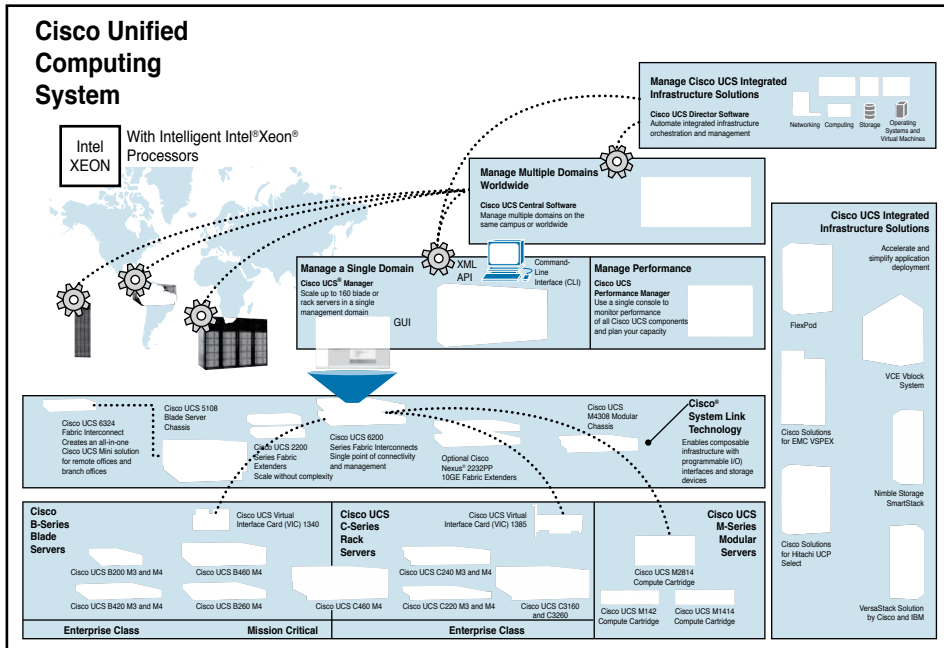 Cisco Unified
Computing
System
Intel
XEON
With Intelligent Intel®Xeon®
Processors
Manage Cisco UCS Integrated
Infrastructure Solutions
Cisco UCS Director Software
Automate integrated infrastructure
orchestration and management
Networking
Computing
Storage
Operating
Systems and
Virtual Machines
Manage Multiple Domains
Worldwide
Cisco UCS Central Software
Manage multiple domains on the
same campus or worldwide
Manage a Single Domain
Cisco UCS® Manager
Scale up to 160 blade or
rack servers in a single
management domain
GUI
XML
API
Command-
Line
Interface (CLI)
Manage Performance
Cisco UCS
Performance Manager
Use a single console to
monitor performance
of all Cisco UCS components
and plan your capacity
Cisco UCS Integrated
Infrastructure Solutions
Accelerate and
simplify application
deployment
FlexPod
VCE Vblock
System
Cisco Solutions
for EMC VSPEX
Nimble Storage
SmartStack
Cisco Solutions
for Hitachi UCP
Select
VersaStack Solution
by Cisco and IBM
Cisco UCS 6324
Fabric Interconnect
Creates an all-in-one
Cisco UCS Mini solution
for remote offices and
branch offices
Cisco UCS 5108
Blade Server
Chassis
Cisco UCS 2200
Series Fabric
Extenders
Scale without complexity
Cisco UCS 6200
Series Fabric Interconnects
Single point of connectivity
and management
Optional Cisco
Nexus® 2232PP
10GE Fabric Extenders
Cisco UCS
M4308 Modular
Chassis
Cisco®
System Link
Technology
Enables composable
infrastructure with
programmable I/O)
interfaces and storage
devices
Cisco
B-Series
Blade
Servers
Cisco UCS Virtual
Interface Card (VIC) 1340
Cisco UCS B200 M3 and M4
Cisco UCS B460 M4
Cisco UCS B420 M3 and M4
Cisco UCS B260 M4
Cisco UCS
C-Series
Rack
Servers
Cisco UCS Virtual
Interface Card (VIC) 1385
Cisco UCS C240 M3 and M4
Cisco UCS C460 M4
Cisco UCS C220 M3 and M4
Cisco UCS C3160
and C3260
Cisco UCS
M-Series
Modular
Servers
Cisco UCS M2814
Compute Cartridge
Cisco UCS M142
Compute Cartridge
Cisco UCS M1414
Compute Cartridge
Enterprise Class
Mission Critical
Enterprise Class